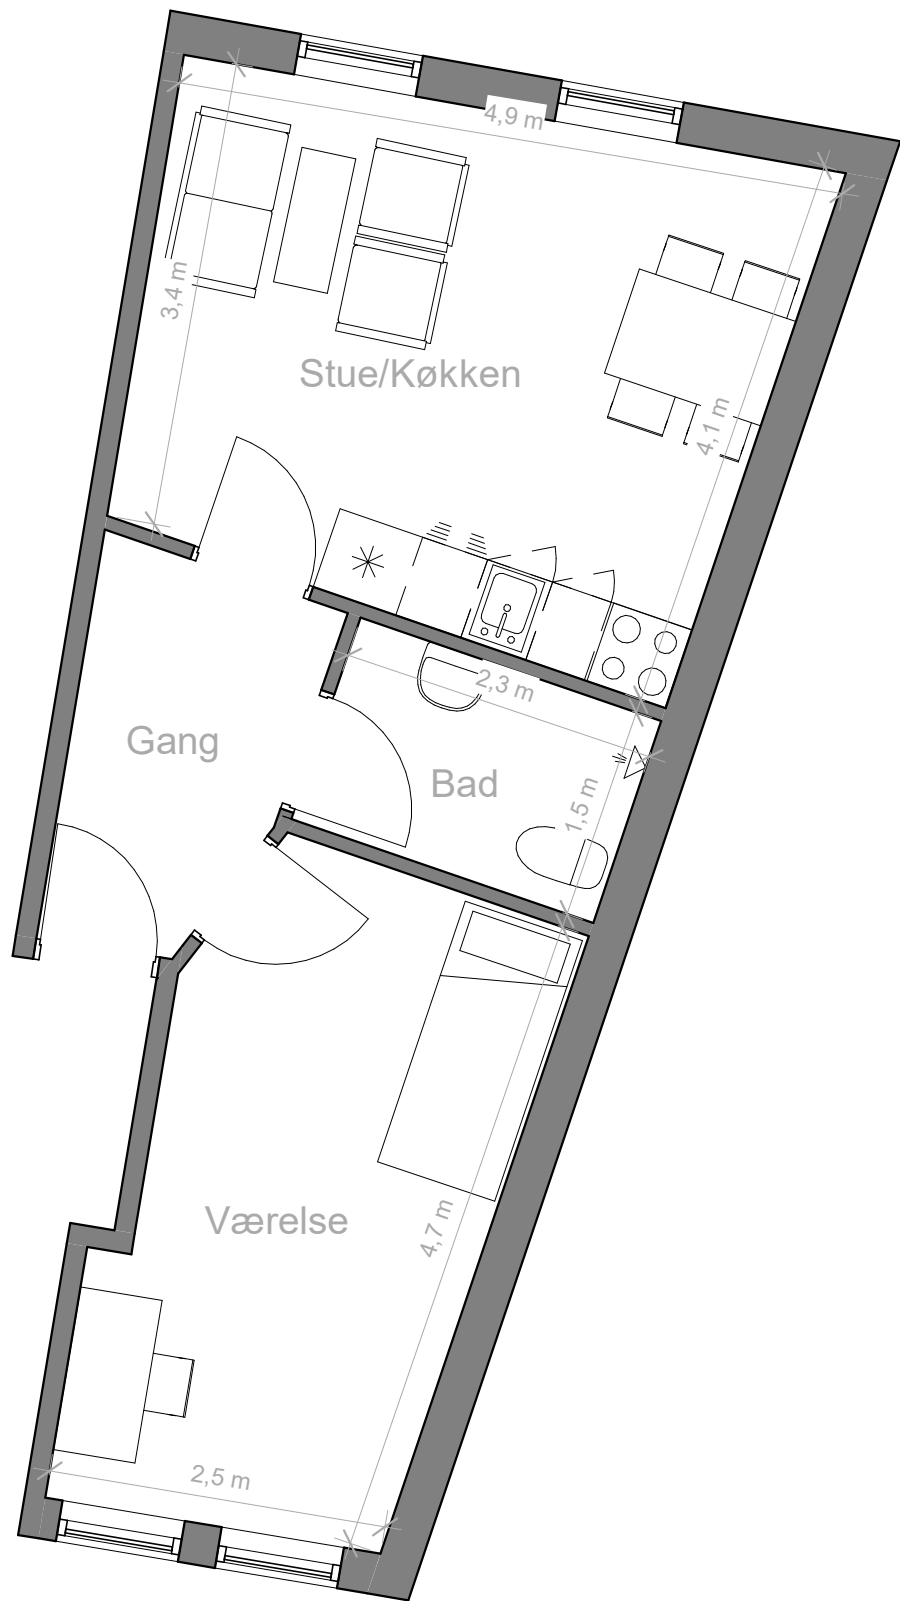 4,9 m
3,4 m
Stue/Køkken
4,1 m
2,3 m
Gang
Bad
1,5 m
Værelse
4,7 m
2,5 m